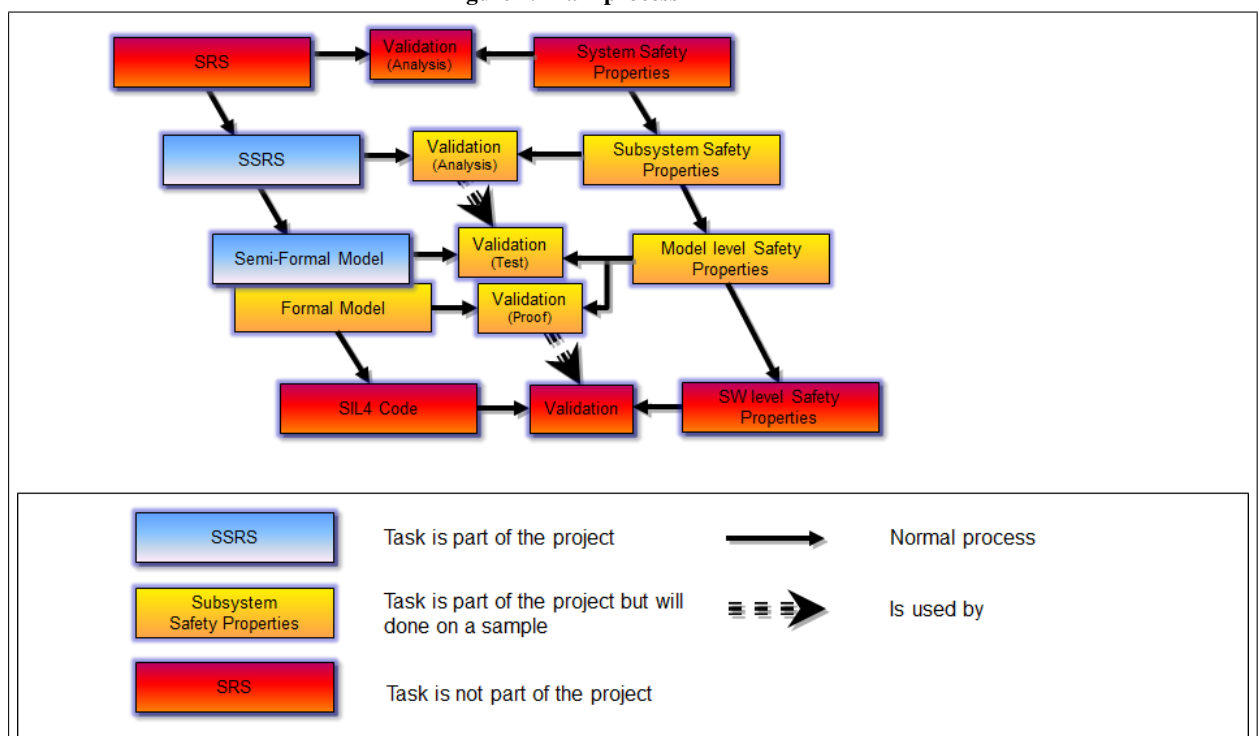 SRS
Validation
(Analysis)
System Safety
Properties
SSRS
Validation
(Analysis)
Subsystem Safety
Properties
Semi-Formal Model
Validation
(Test)
Model level Safety
Properties
Formal Model
Validation
(Proof)
SIL4 Code
Validation
SW level Safety
Properties
SSRS
Task is part of the project
Normal process
Subsystem
Safety Properties
Task is part of the project but will
done on a sample
Is used by
SRS
Task is not part of the project